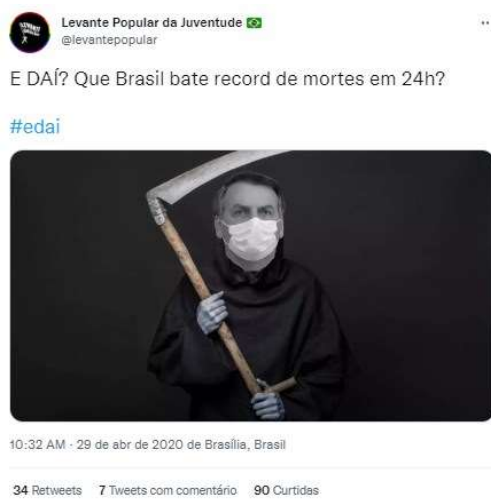 Levante Popular da Juventude
@levantepopular
E DAÍ? Que Brasil bate record de mortes em 24h?
#edai
10:32 AM · 29 de abr de 2020 de Brasília, Brasil
34 Retweets 7 Tweets com comentário 90 Curtidas